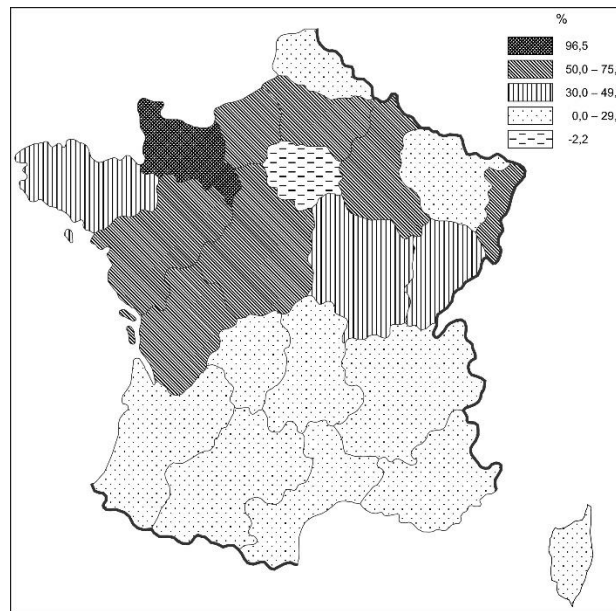 %
96,5
50,0 – 75,
30,0 – 49,
0,0 – 29,
-2,2